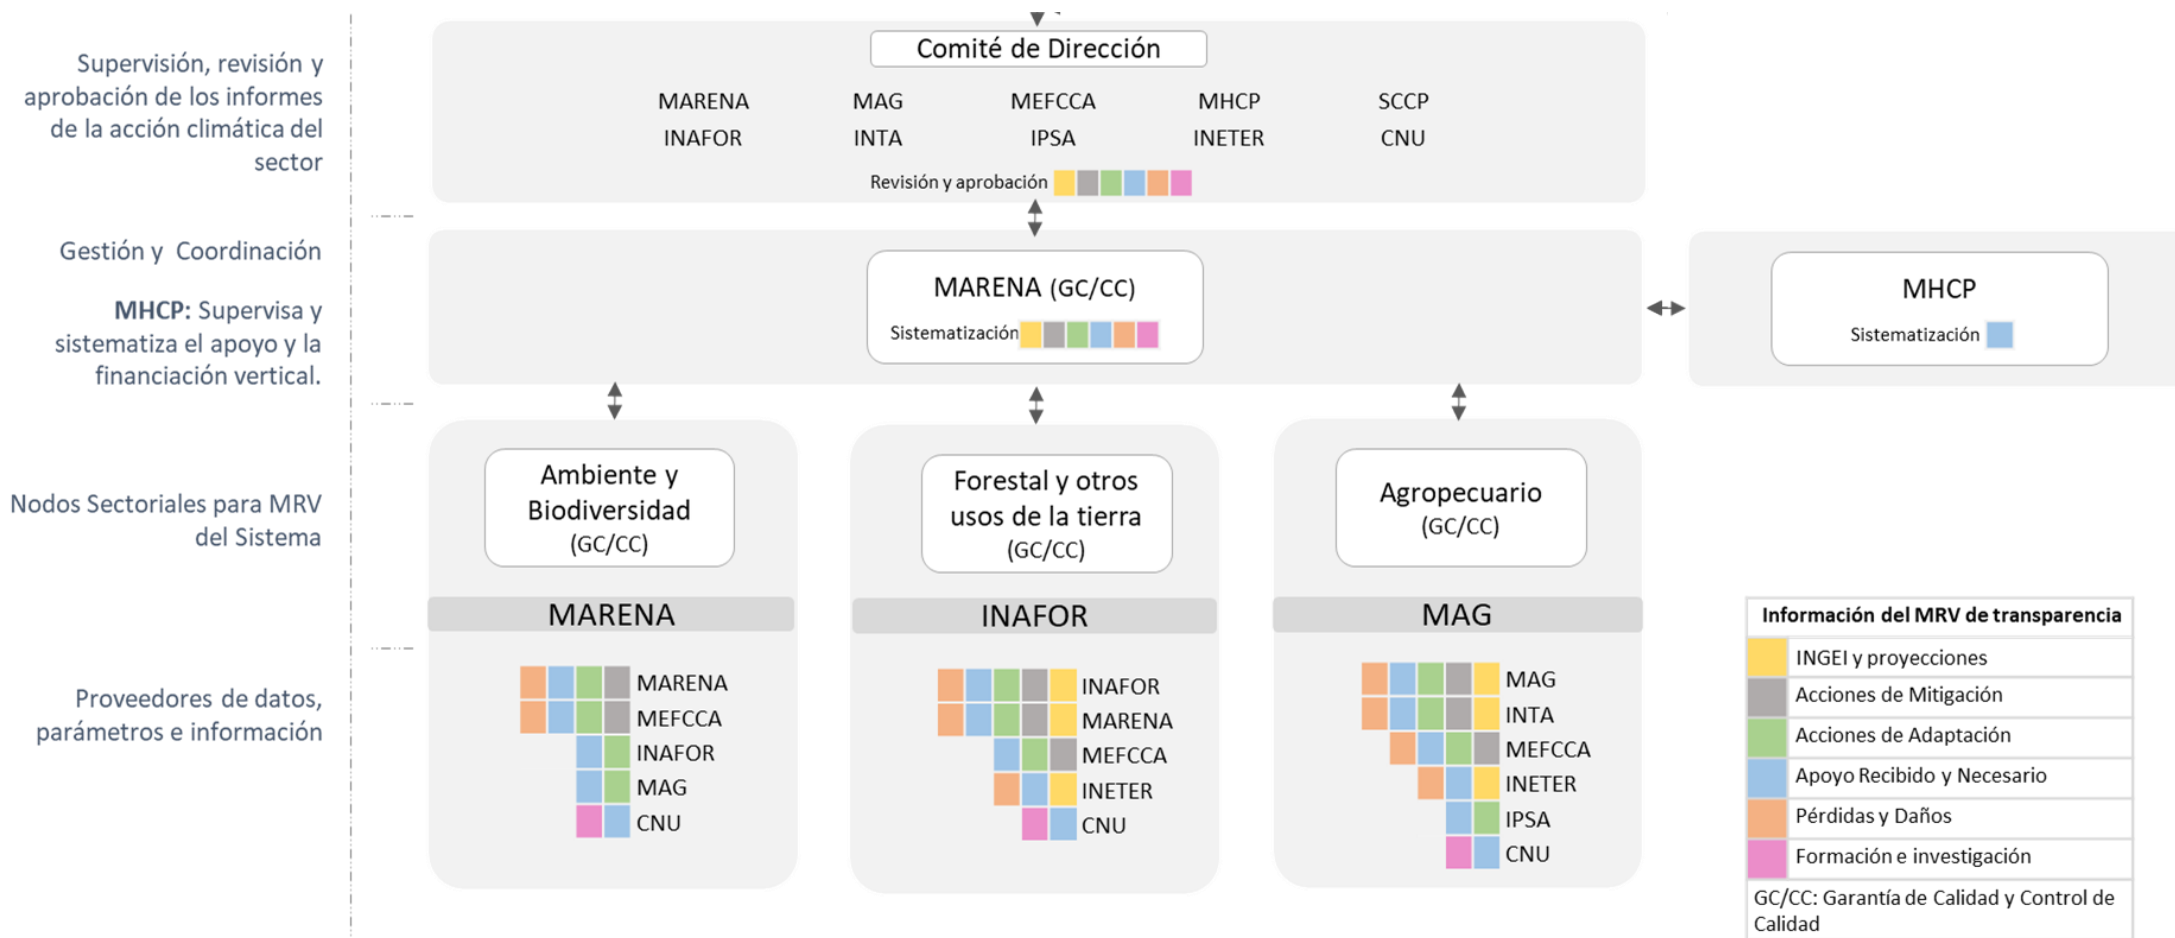 Supervisión, revisión y
aprobación de los informes
de la acción climática del
sector
Comité de Dirección
MARENA MAG MEFCCA MHCP SCCP
INAFOR INTA IPSA INETER CNU
Revisión y aprobación
Gestión y Coordinación
MHCP: Supervisa y
sistematiza el apoyo y la
financiación vertical.
MARENA (GC/CC)
Sistematización
MHCP
Sistematización
Nodos Sectoriales para MRV
del Sistema
Ambiente y
Biodiversidad
(GC/CC)
Forestal y otros
usos de la tierra
(GC/CC)
Agropecuario
(GC/CC)
MARENA
INAFOR
MAG
Proveedores de datos,
parámetros e información
MARENA
MEFCCA
INAFOR
MAG
CNU
INAFOR
MARENA
MEFCCA
INETER
CNU
MAG
INTA
MEFCCA
INETER
IPSA
CNU
Información del MRV de transparencia
INGEI y proyecciones
Acciones de Mitigación
Acciones de Adaptación
Apoyo Recibido y Necesario
Pérdidas y Daños
Formación e investigación
GC/CC: Garantía de Calidad y Control de
Calidad